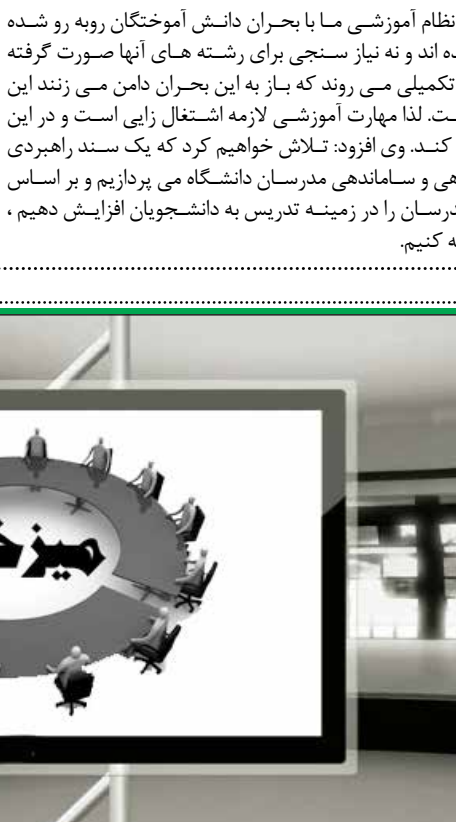 نظام آموزشی ما با بحران دانش آموختگان روبه رو شده
ده اند و نه نیاز سنجی برای رشته های آنها صورت گرفته
تکمیلی می روند که باز به این بحران دامن می زنند این
ت. لذا مهارت آموزشی لازمه اشتغال زایی است و در این
کند. وی افزود: تلاش خواهیم کرد که یک سند راهبردی
هی و ساماندهی مدرسان دانشگاه می پردازیم و بر اساس
درسان را در زمینه تدریس به دانشجویان افزایش دهیم ،
ه کنیم.
میز